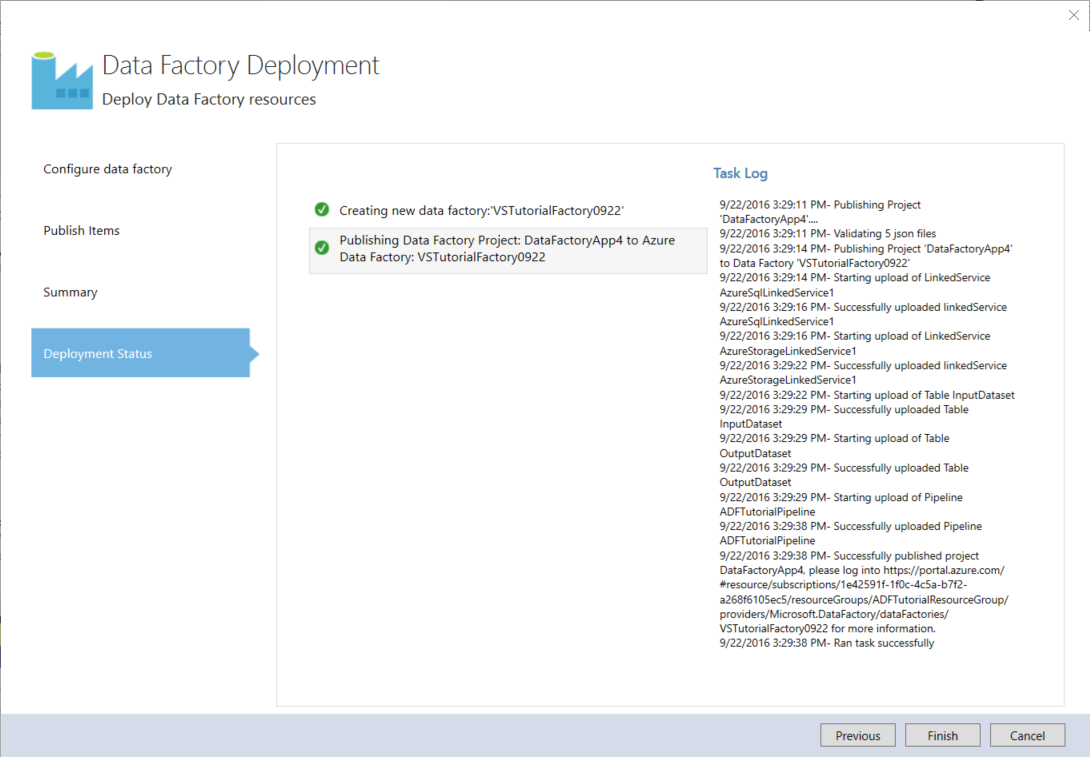 Data Factory Deployment
Deploy Data Factory resources
Configure data factory
Publish Items
Summary
Deployment Status
Creating new data factory:'VSTutorialFactory0922'
Publishing Data Factory Project: DataFactoryApp4 to Azure
Data Factory: VSTutorialFactory0922
Task Log
9/22/2016 3:29:11 PM- Publishing Project
'DataFactoryApp4'....
9/22/2016 3:29:11 PM- Validating 5 json files
9/22/2016 3:29:14 PM- Publishing Project 'DataFactoryApp4'
to Data Factory 'VSTutorialFactory0922'
9/22/2016 3:29:14 PM- Starting upload of LinkedService
AzureSqlLinkedService1
9/22/2016 3:29:16 PM- Successfully uploaded linkedService
AzureSqlLinkedService1
9/22/2016 3:29:16 PM- Starting upload of LinkedService
AzureStorageLinkedService1
9/22/2016 3:29:22 PM- Successfully uploaded linkedService
AzureStorageLinkedService1
9/22/2016 3:29:22 PM- Starting upload of Table InputDataset
9/22/2016 3:29:29 PM- Successfully uploaded Table
InputDataset
9/22/2016 3:29:29 PM- Starting upload of Table
OutputDataset
9/22/2016 3:29:29 PM- Successfully uploaded Table
OutputDataset
9/22/2016 3:29:29 PM- Starting upload of Pipeline
ADFTutorialPipeline
9/22/2016 3:29:38 PM- Successfully uploaded Pipeline
ADFTutorialPipeline
9/22/2016 3:29:38 PM- Successfully published project
DataFactoryApp4, please log into https://portal.azure.com/
#resource/subscriptions/1e42591f-1f0c-4c5a-b7f2-
a268f6105ec5/resourceGroups/ADFTutorialResourceGroup/
providers/Microsoft.DataFactory/dataFactories/
VSTutorialFactory0922 for more information.
9/22/2016 3:29:38 PM- Ran task successfully
Previous
Finish
Cancel